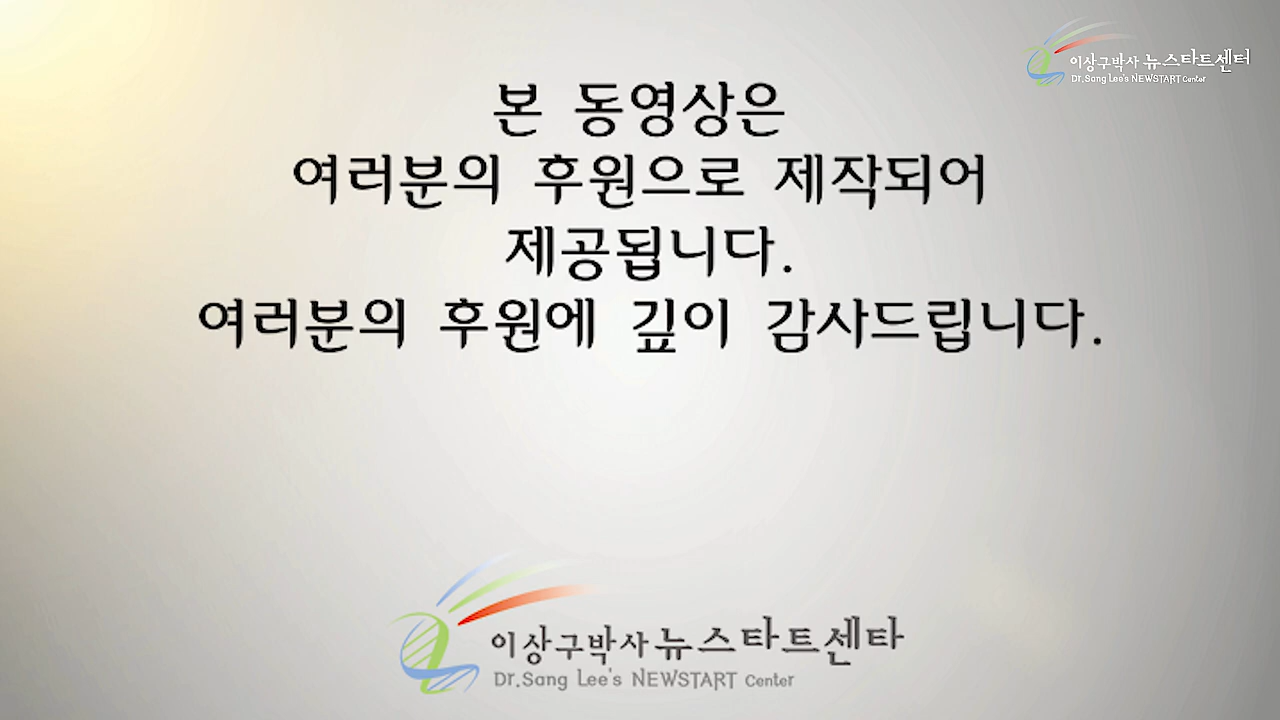 이상구박사 뉴스타트센터
Dr.Sang Lee's NEWSTART Center
본 동영상은
여러분의 후원으로 제작되어
제공됩니다.
여러분의 후원에 깊이 감사드립니다.
이상구박사 뉴스타트센타
Dr.Sang Lee's NEWSTART Center